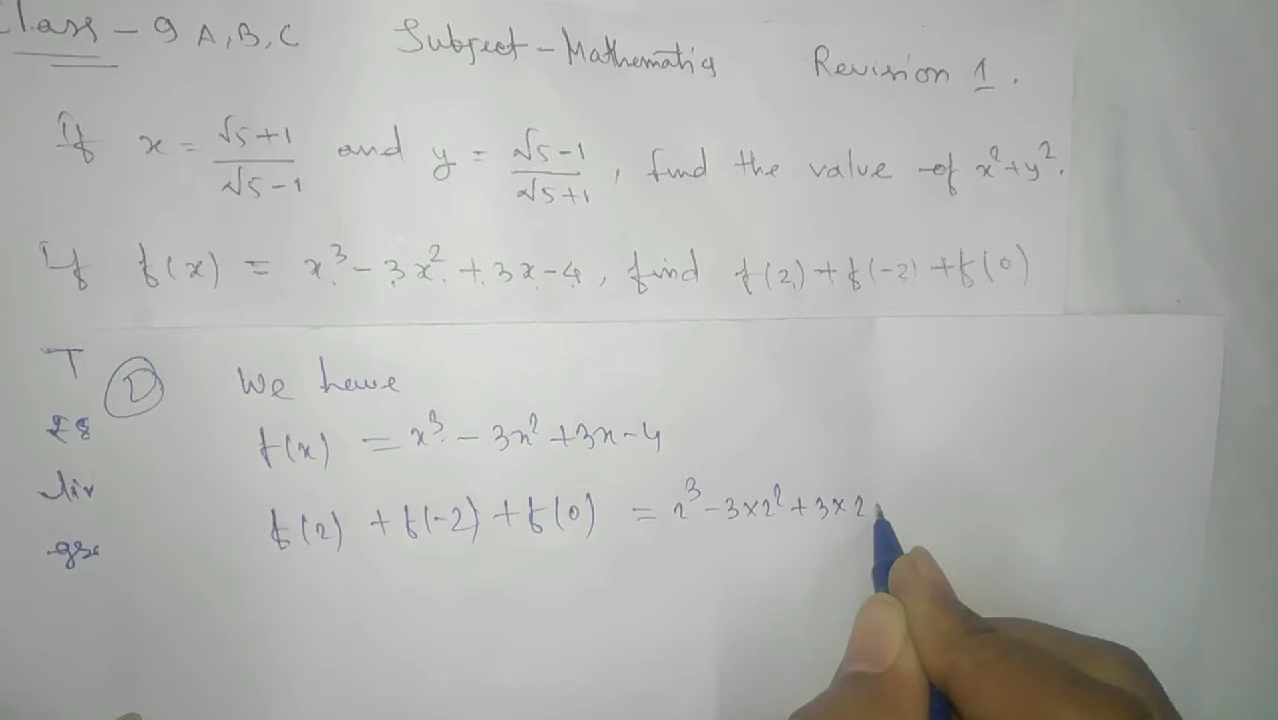 Class - 9 A, B, C Subject - Mathematics Revision 1.
If x = √5+1/√5-1 and y = √5-1/√5+1, find the value of x²+y².
If f(x) = x³ - 3x² + 3x - 4, find f(2) + f(-2) + f(0)
D We have
f(x) = x³ - 3x² + 3x - 4
f(2) + f(-2) + f(0) = 2³ - 3×2² + 3×2